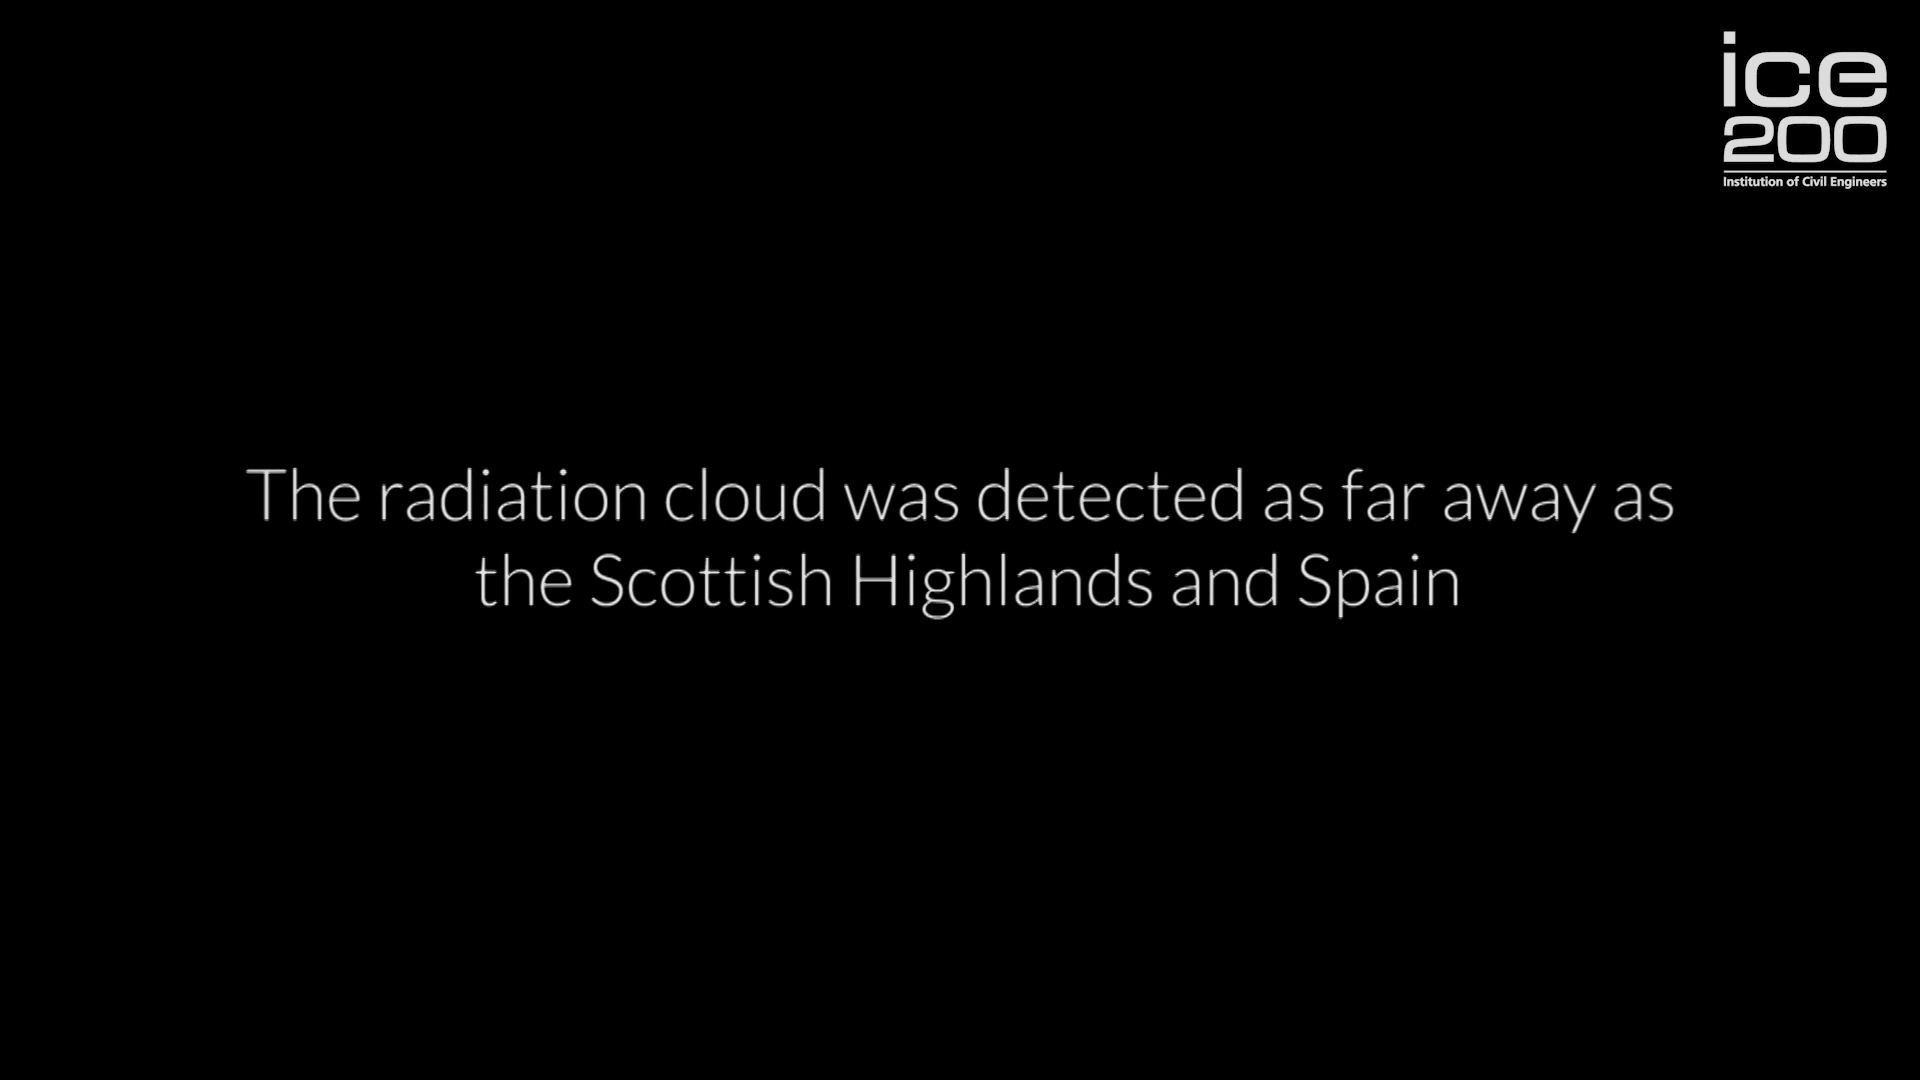 ice
200
Institution of Civil Engineers
The radiation cloud was detected as far away as
the Scottish Highlands and Spain